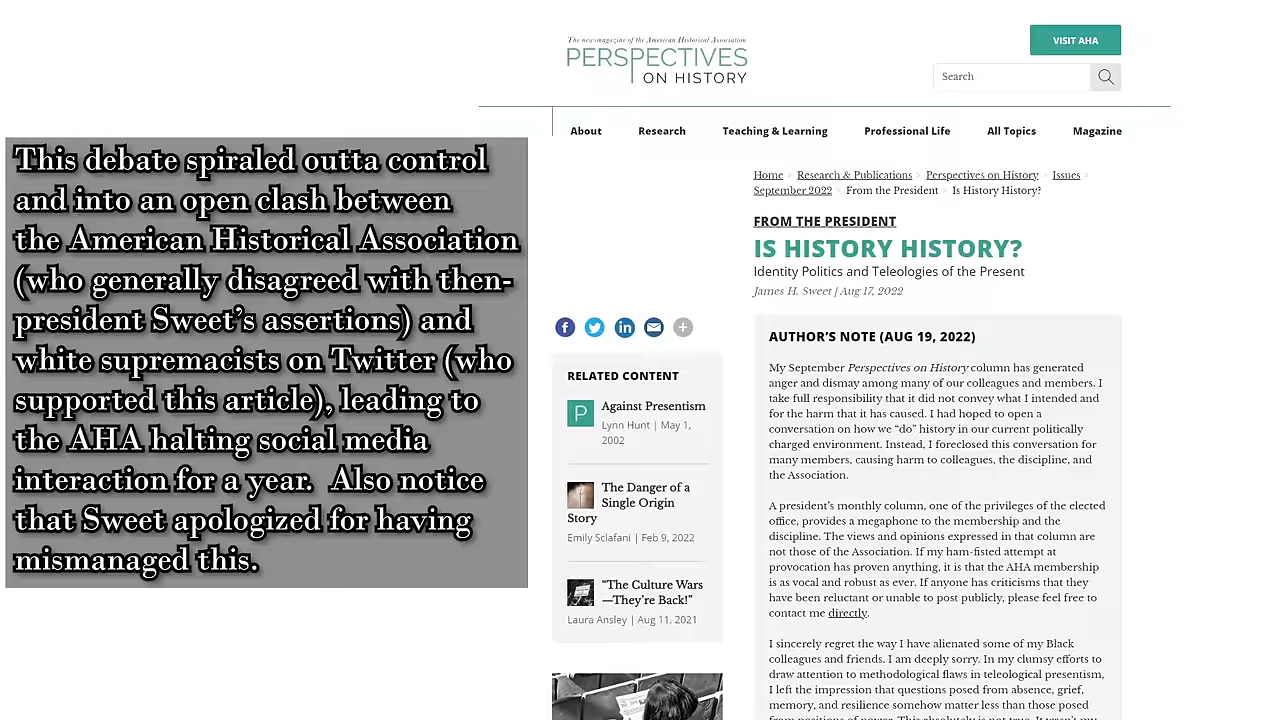 This debate spiraled outta control
and into an open clash between
the American Historical Association
(who generally disagreed with then-
president Sweet's assertions) and
white supremacists on Twitter (who
supported this article), leading to
the AHA halting social media
interaction for a year.  Also notice
that Sweet apologized for having
mismanaged this.
The newsmagazine of the American Historical Association
PERSPECTIVES
ON HISTORY
VISIT AHA
Search
About Research Teaching & Learning Professional Life All Topics Magazine
Home > Research & Publications > Perspectives on History > Issues >
September 2022 > From the President > Is History History?
FROM THE PRESIDENT
IS HISTORY HISTORY?
Identity Politics and Teleologies of the Present
James H. Sweet | Aug 17, 2022
RELATED CONTENT
P
Against Presentism
Lynn Hunt | May 1,
2002
The Danger of a
Single Origin
Story
Emily Sclafani | Feb 9, 2022
“The Culture Wars
—They’re Back!”
Laura Ansley | Aug 11, 2021
AUTHOR’S NOTE (AUG 19, 2022)
My September Perspectives on History column has generated
anger and dismay among many of our colleagues and members. I
take full responsibility that it did not convey what I intended and
for the harm that it has caused. I had hoped to open a
conversation on how we “do” history in our current politically
charged environment. Instead, I foreclosed this conversation for
many members, causing harm to colleagues, the discipline, and
the Association.
A president’s monthly column, one of the privileges of the elected
office, provides a megaphone to the membership and the
discipline. The views and opinions expressed in that column are
not those of the Association. If my ham-fisted attempt at
provocation has proven anything, it is that the AHA membership
is as vocal and robust as ever. If anyone has criticisms that they
have been reluctant or unable to post publicly, please feel free to
contact me directly.
I sincerely regret the way I have alienated some of my Black
colleagues and friends. I am deeply sorry. In my clumsy efforts to
draw attention to methodological flaws in teleological presentism,
I left the impression that questions posed from absence, grief,
memory, and resilience somehow matter less than those posed
from positions of power. This absolutely is not true. It wasn’t my